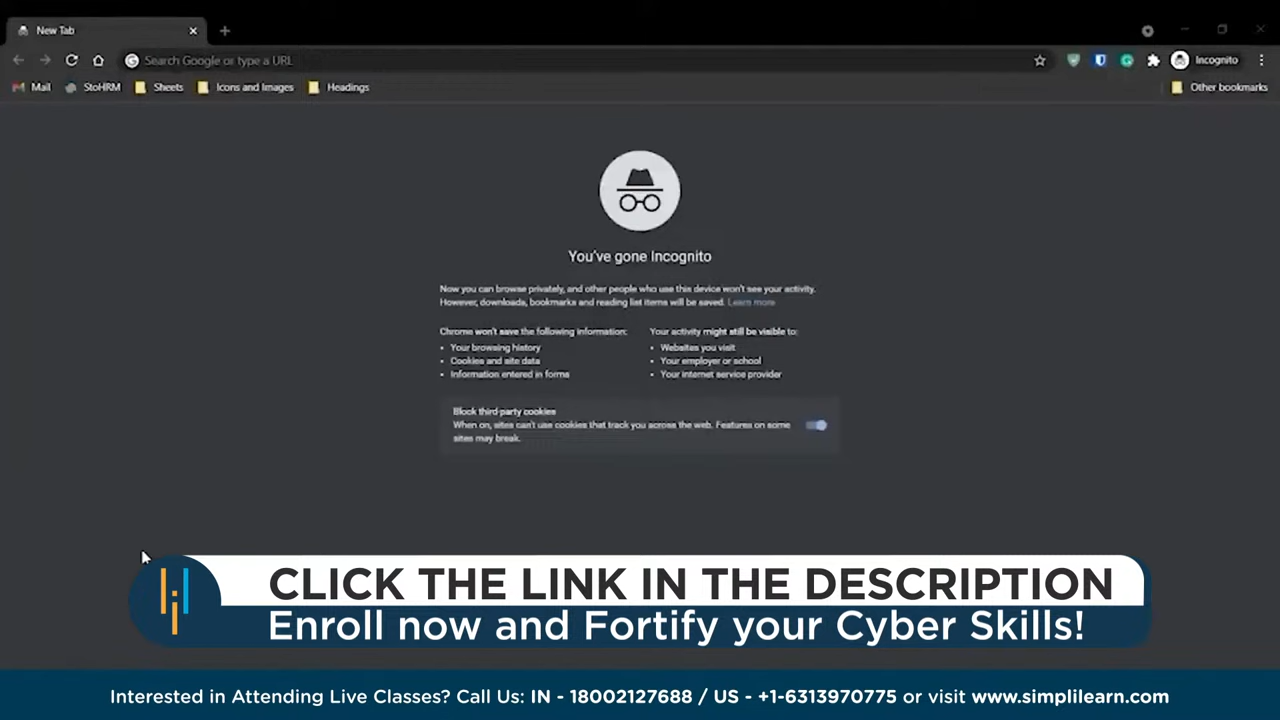 New Tab
Search Google or type a URL
Incognito
Mail StoHRM Sheets Icons and Images Headings Other bookmarks
You've gone Incognito
Now you can browse privately, and other people who use this device won't see your activity.
However, downloads, bookmarks and reading list items will be saved. Learn more
Chrome won't save the following information:
Your browsing history
Cookies and site data
Information entered in forms
Your activity might still be visible to:
Websites you visit
Your employer or school
Your internet service provider
Block third-party cookies
When on, sites can't use cookies that track you across the web. Features on some
sites may break.
CLICK THE LINK IN THE DESCRIPTION
Enroll now and Fortify your Cyber Skills!
Interested in Attending Live Classes? Call Us: IN - 18002127688 / US - +1-6313970775 or visit www.simplilearn.com